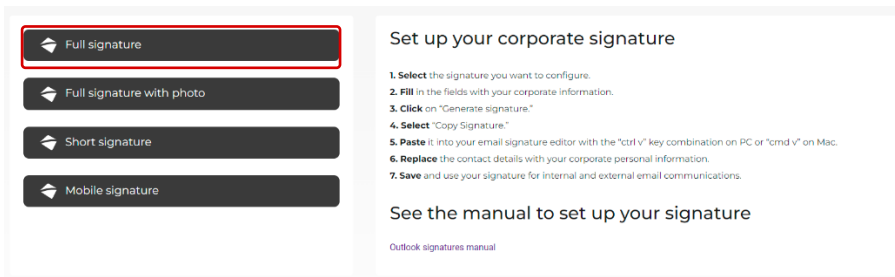 Full signature
Full signature with photo
Short signature
Mobile signature
Set up your corporate signature
1. Select the signature you want to configure.
2. Fill in the fields with your corporate information.
3. Click on “Generate signature.”
4. Select “Copy Signature.”
5. Paste it into your email signature editor with the “ctrl v” key combination on PC or “cmd v” on Mac.
6. Replace the contact details with your corporate personal information.
7. Save and use your signature for internal and external email communications.
See the manual to set up your signature
Outlook signatures manual